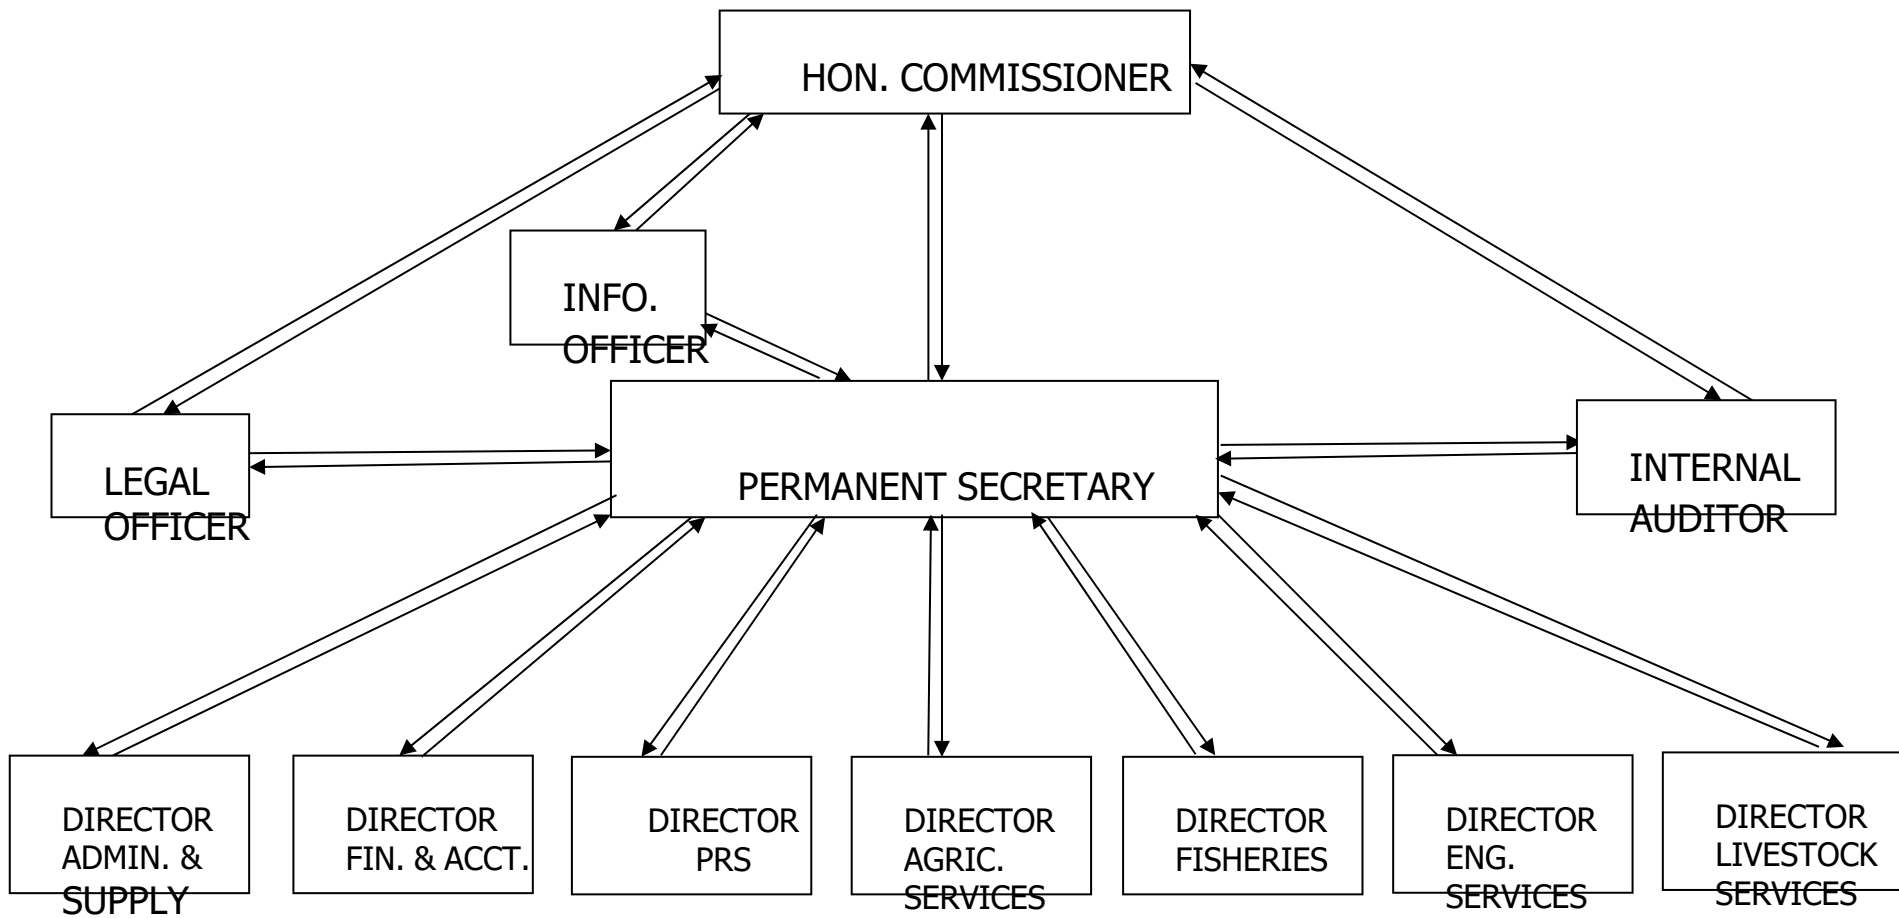 HON. COMMISSIONER
INFO.
OFFICER
LEGAL
OFFICER
PERMANENT SECRETARY
INTERNAL
AUDITOR
DIRECTOR
ADMIN. &
SUPPLY
DIRECTOR
FIN. & ACCT.
DIRECTOR
PRS
DIRECTOR
AGRIC.
SERVICES
DIRECTOR
FISHERIES
DIRECTOR
ENG.
SERVICES
DIRECTOR
LIVESTOCK
SERVICES